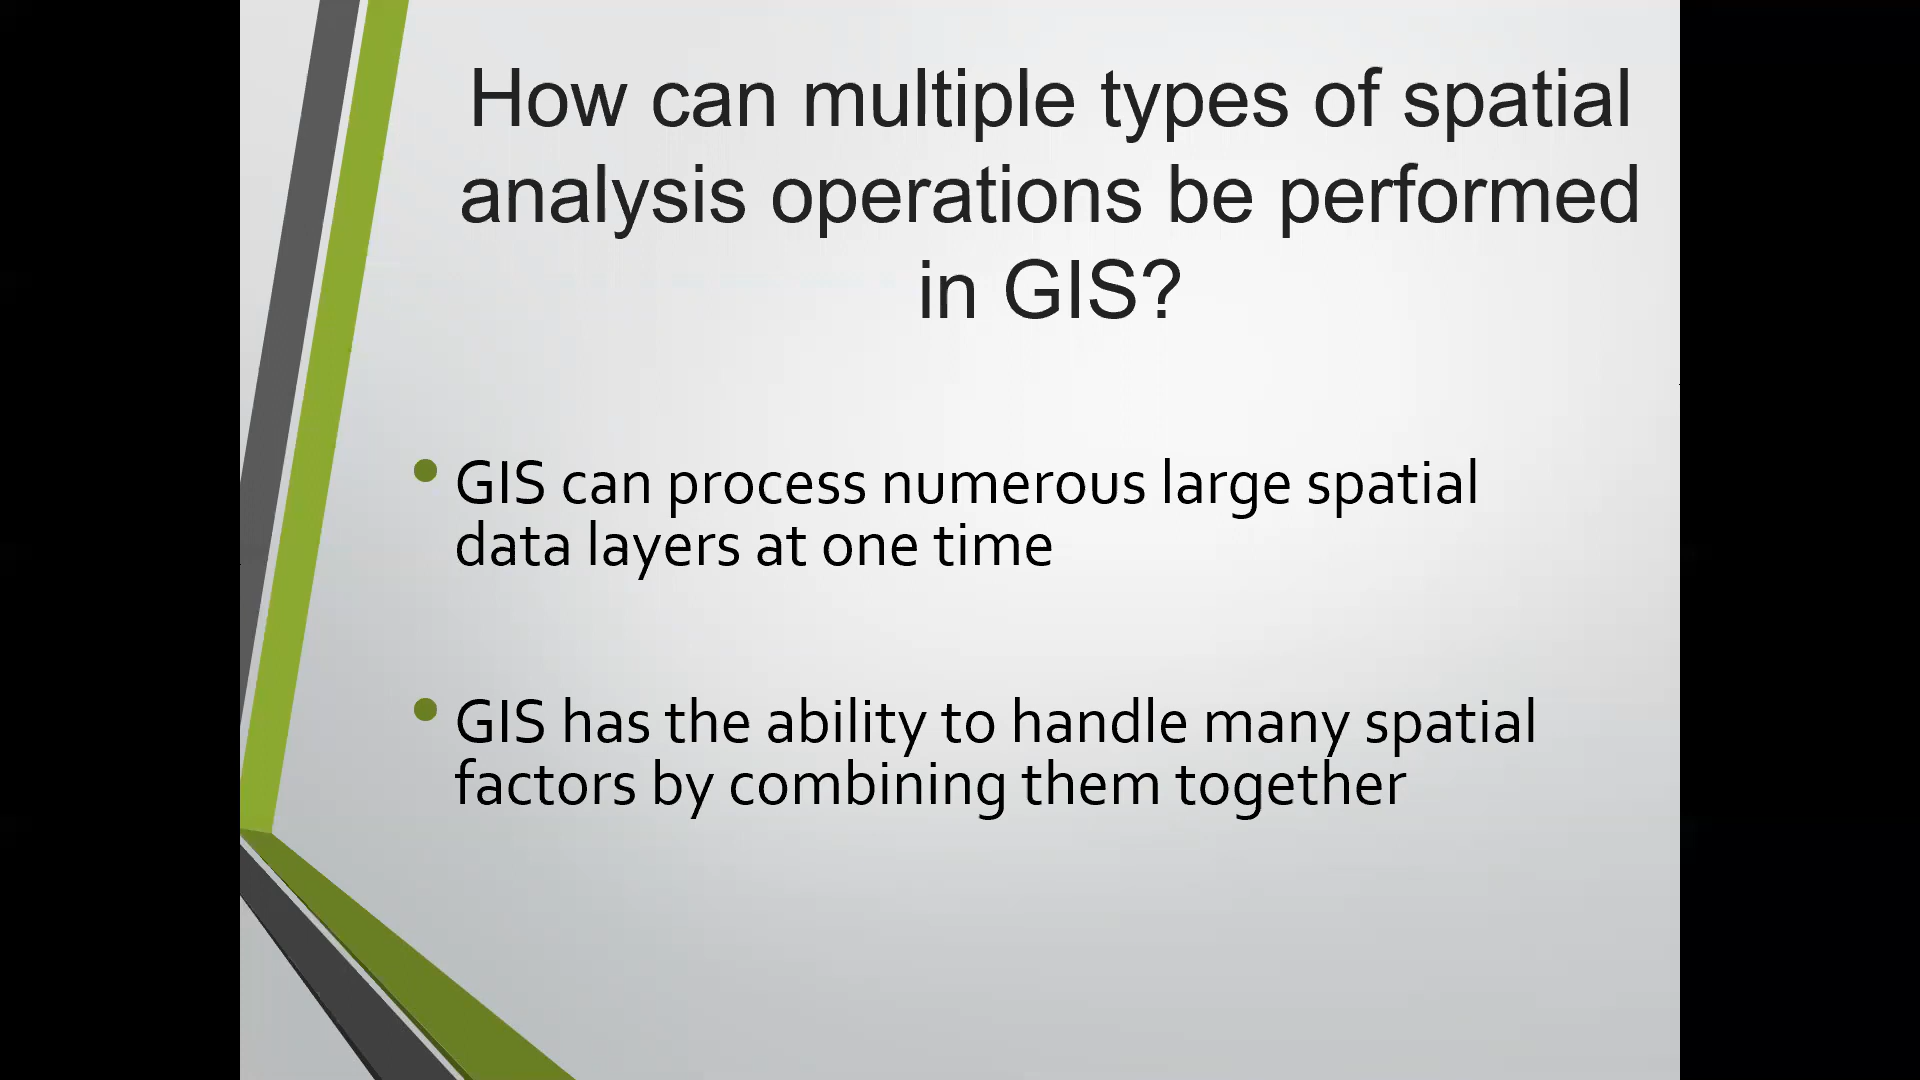 How can multiple types of spatial
analysis operations be performed
in GIS?
• GIS can process numerous large spatial
data layers at one time
• GIS has the ability to handle many spatial
factors by combining them together